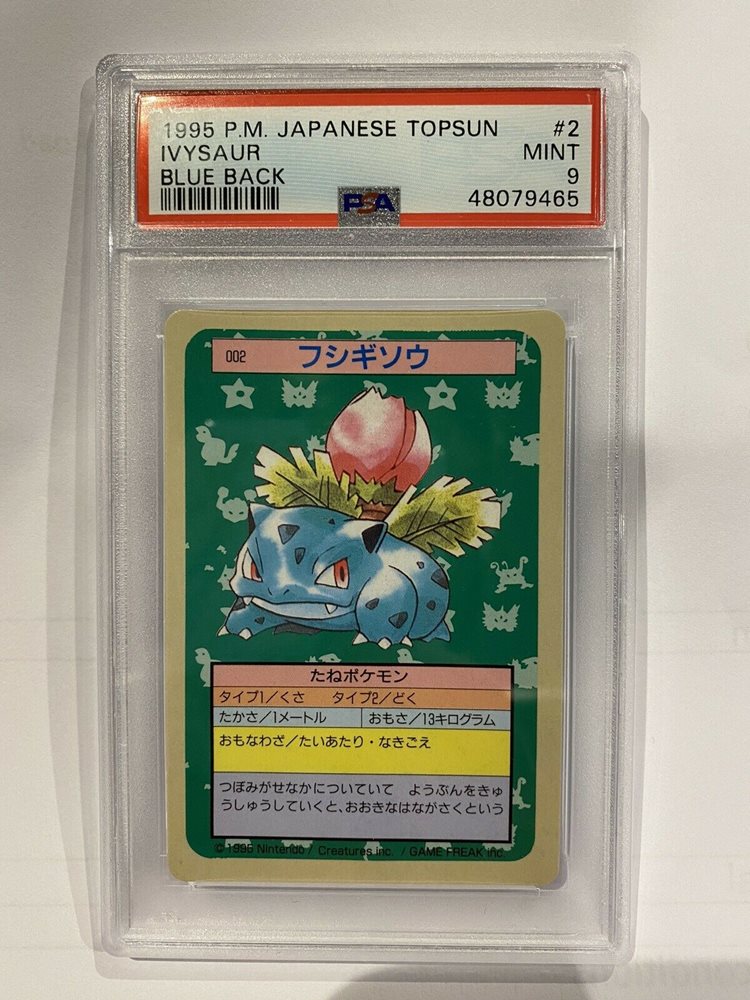 1995 P.M. JAPANESE TOPSUN #2
IVYSAUR MINT
BLUE BACK 9
PSA 48079465
002 フシギソウ
たねポケモン
タイプ1／くさ タイプ2／どく
たかさ／1メートル おもさ／13キログラム
おもなわざ／たいあたり・なきごえ
つぼみがせなかについていて ようぶんをきゅ
うしゅうしていくと、おおきなはながさくという
© 1995 Nintendo / Creatures inc. / GAME FREAK inc.